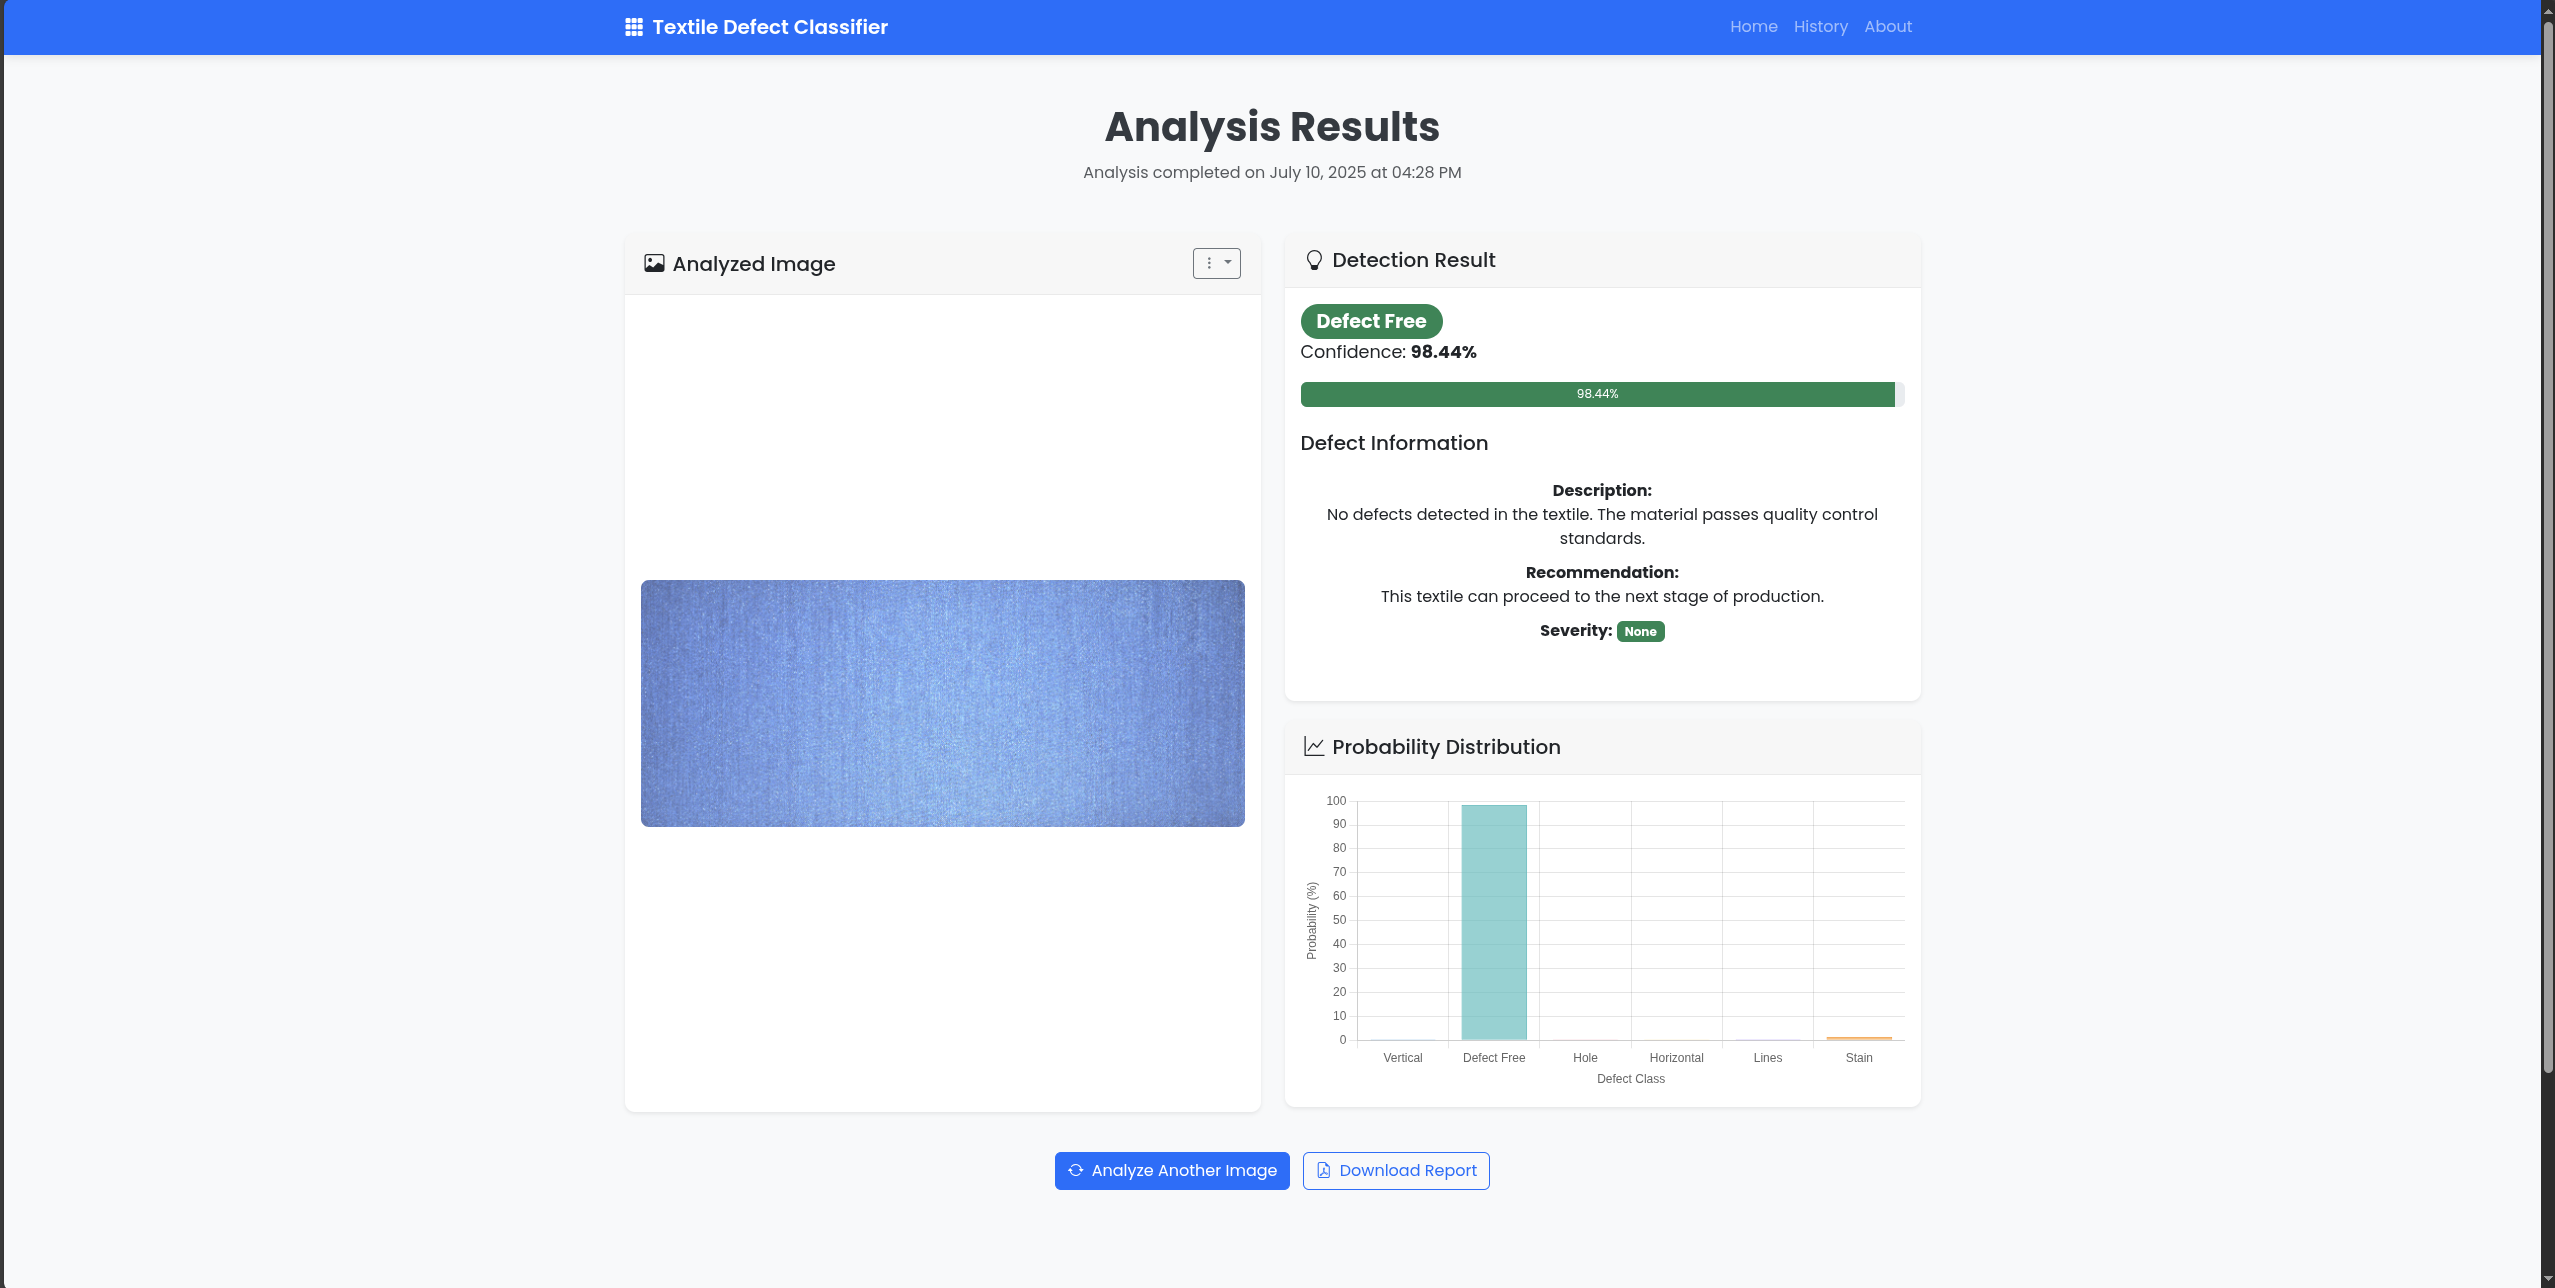 Textile Defect Classifier
Home History About
Analysis Results
Analysis completed on July 10, 2025 at 04:28 PM
Analyzed Image
Detection Result
Defect Free
Confidence: 98.44%
98.44%
Defect Information
Description:
No defects detected in the textile. The material passes quality control
standards.
Recommendation:
This textile can proceed to the next stage of production.
Severity: None
Probability Distribution
Probability (%)
100
90
80
70
60
50
40
30
20
10
0
Vertical Defect Free Hole Horizontal Lines Stain
Defect Class
Analyze Another Image
Download Report